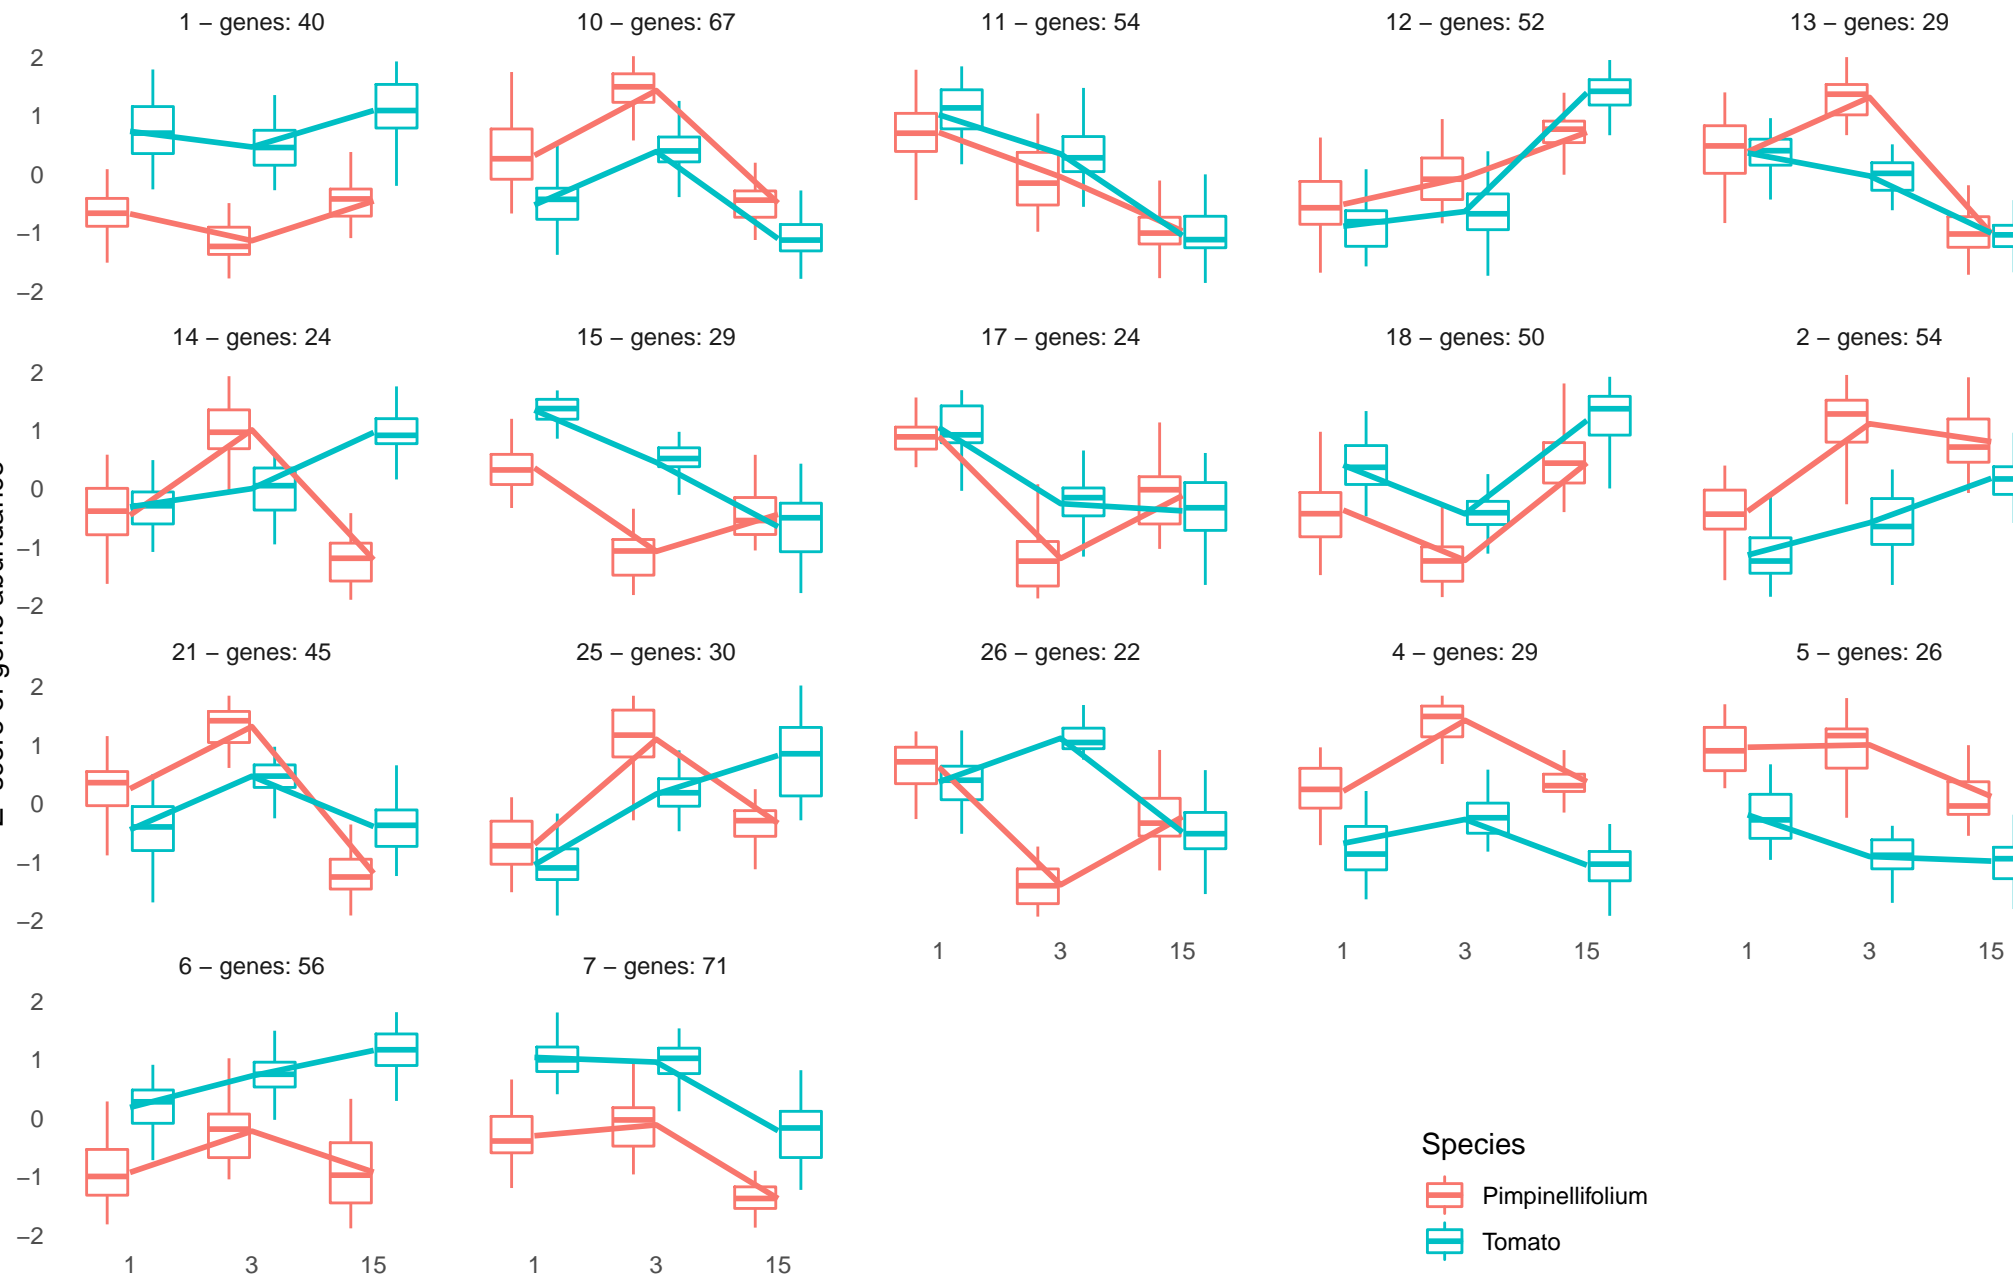 1 – genes: 40
10 – genes: 67
11 – genes: 54
12 – genes: 52
13 – genes: 29
2
1
0
−1
−2
14 – genes: 24
15 – genes: 29
17 – genes: 24
18 – genes: 50
2 – genes: 54
2
1
0
−1
−2
21 – genes: 45
25 – genes: 30
26 – genes: 22
4 – genes: 29
5 – genes: 26
2
1
0
−1
−2
1 3 15
1 3 15
1 3 15
6 – genes: 56
7 – genes: 71
2
1
0
−1
−2
1 3 15
1 3 15
Species
Pimpinellifolium
Tomato